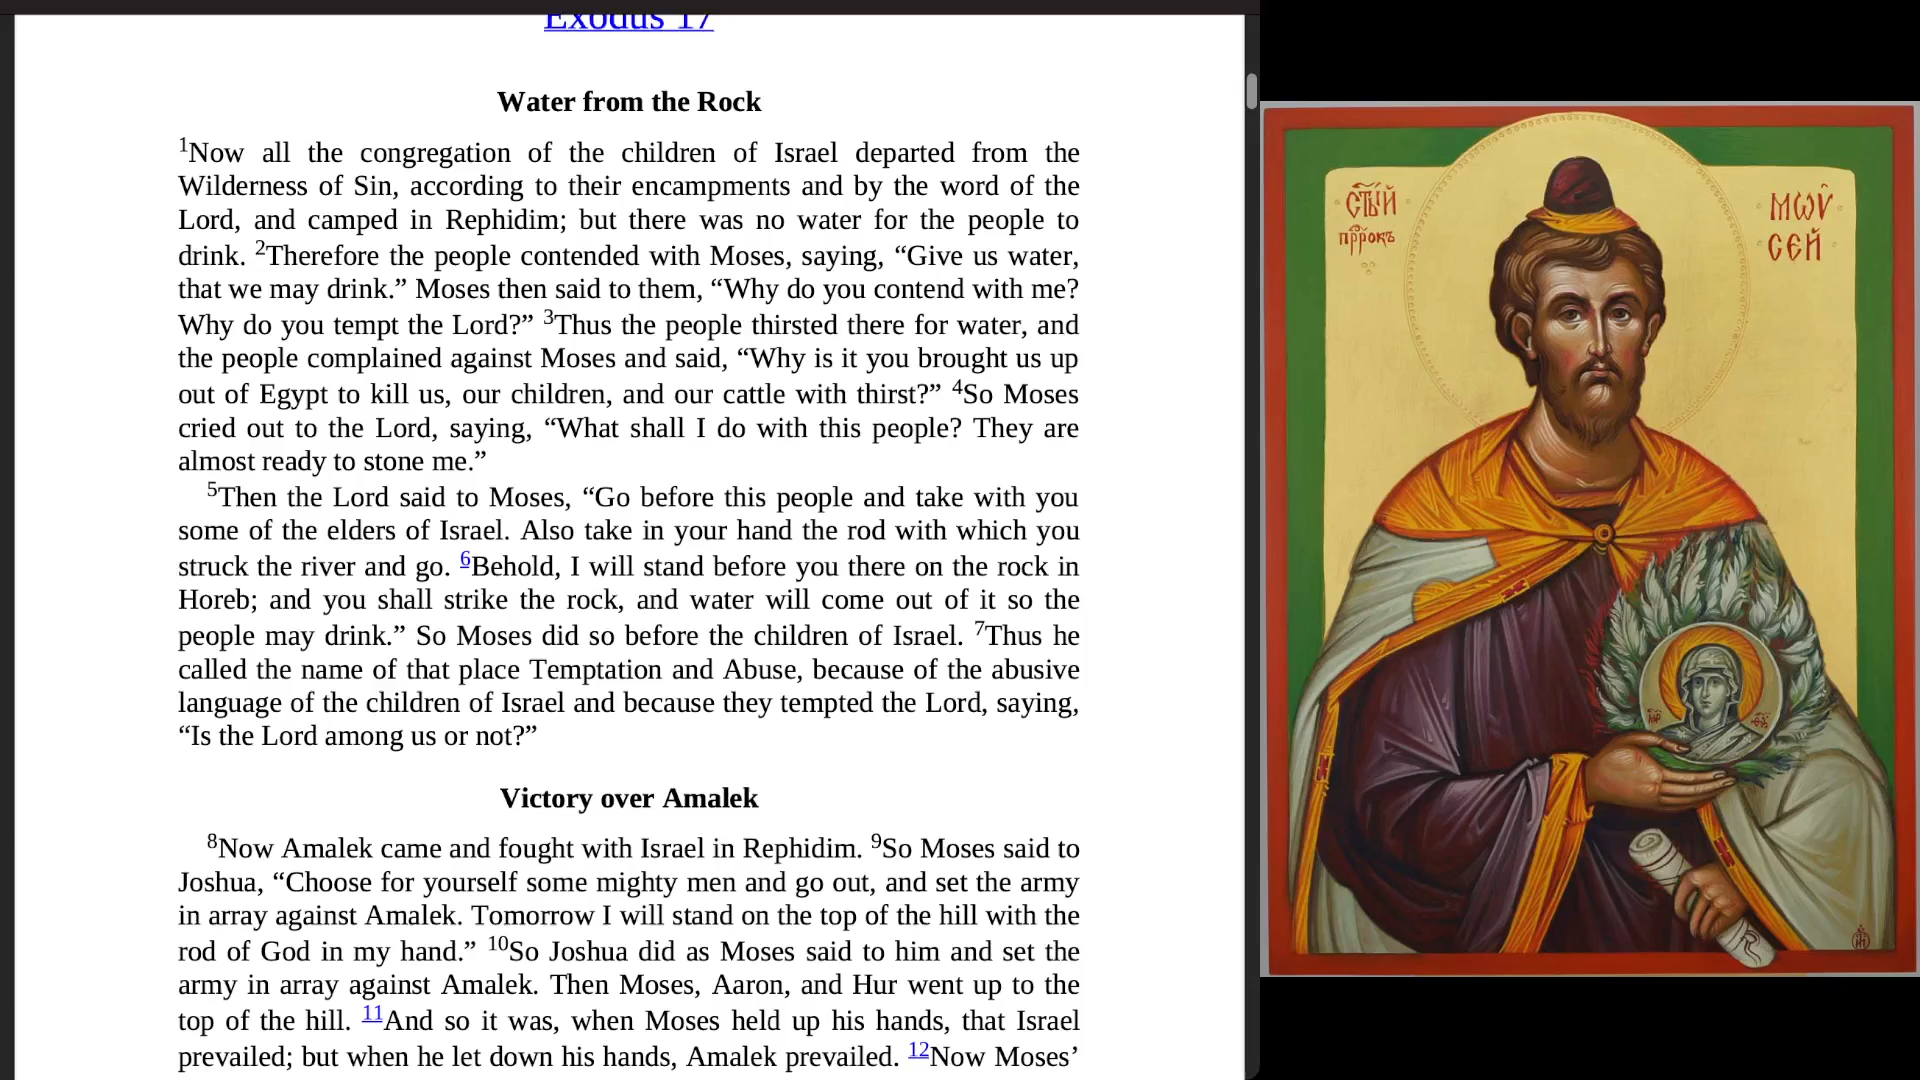 Exodus 17
Water from the Rock
1Now all the congregation of the children of Israel departed from the
Wilderness of Sin, according to their encampments and by the word of the
Lord, and camped in Rephidim; but there was no water for the people to
drink. 2Therefore the people contended with Moses, saying, “Give us water,
that we may drink.” Moses then said to them, “Why do you contend with me?
Why do you tempt the Lord?” 3Thus the people thirsted there for water, and
the people complained against Moses and said, “Why is it you brought us up
out of Egypt to kill us, our children, and our cattle with thirst?” 4So Moses
cried out to the Lord, saying, “What shall I do with this people? They are
almost ready to stone me.”
5Then the Lord said to Moses, “Go before this people and take with you
some of the elders of Israel. Also take in your hand the rod with which you
struck the river and go. 6Behold, I will stand before you there on the rock in
Horeb; and you shall strike the rock, and water will come out of it so the
people may drink.” So Moses did so before the children of Israel. 7Thus he
called the name of that place Temptation and Abuse, because of the abusive
language of the children of Israel and because they tempted the Lord, saying,
“Is the Lord among us or not?”
Victory over Amalek
8Now Amalek came and fought with Israel in Rephidim. 9So Moses said to
Joshua, “Choose for yourself some mighty men and go out, and set the army
in array against Amalek. Tomorrow I will stand on the top of the hill with the
rod of God in my hand.” 10So Joshua did as Moses said to him and set the
army in array against Amalek. Then Moses, Aaron, and Hur went up to the
top of the hill. 11And so it was, when Moses held up his hands, that Israel
prevailed; but when he let down his hands, Amalek prevailed. 12Now Moses’
СТЫЙ
ПРРОКЪ
МѠѴ
СЕЙ